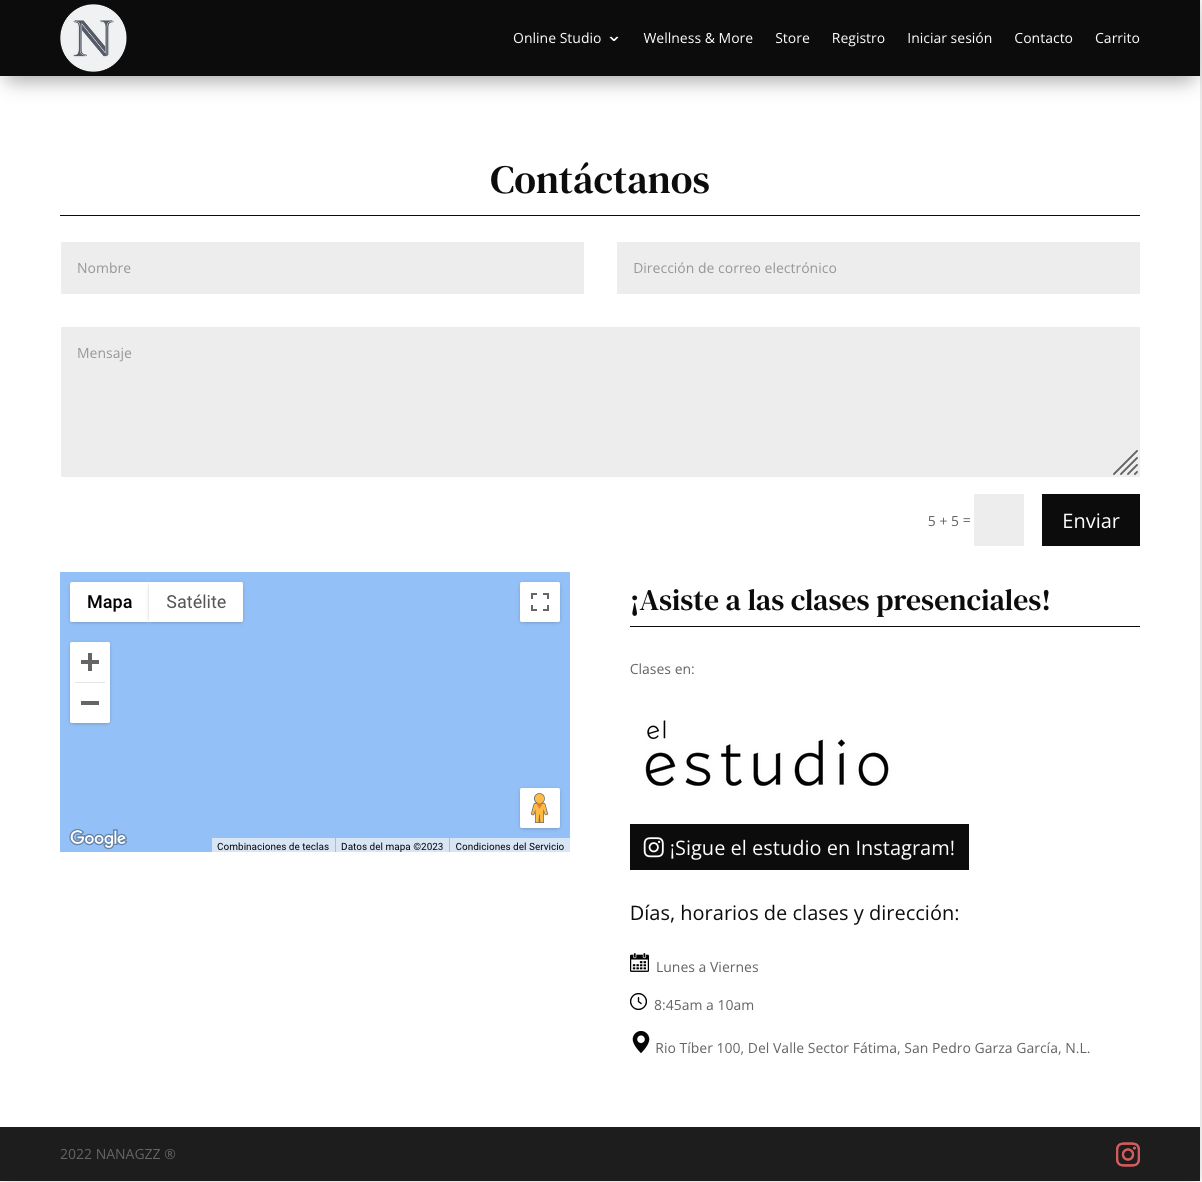 N
Online Studio Wellness & More Store Registro Iniciar sesión Contacto Carrito
Contáctanos
Nombre
Dirección de correo electrónico
Mensaje
5 + 5 =
Enviar
Mapa Satélite
Google
Combinaciones de teclas Datos del mapa ©2023 Condiciones del Servicio
¡Asiste a las clases presenciales!
Clases en:
el
estudio
¡Sigue el estudio en Instagram!
Días, horarios de clases y dirección:
Lunes a Viernes
8:45am a 10am
Rio Tíber 100, Del Valle Sector Fátima, San Pedro Garza García, N.L.
2022 NANAGZZ ®